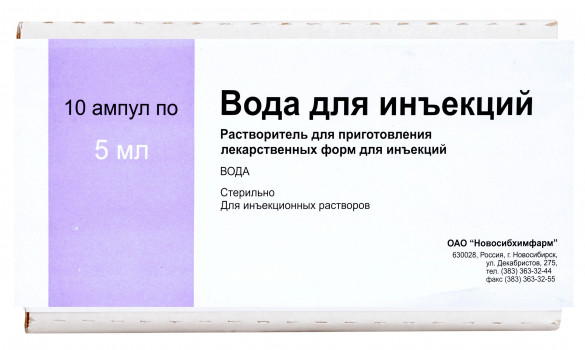 10 ампул по
5 мл
Вода для инъекций
Растворитель для приготовления
лекарственных форм для инъекций
ВОДА
Стерильно
Для инъекционных растворов
ОАО “Новосибхимфарм”
630028, Россия, г. Новосибирск,
ул. Декабристов, 275,
тел. (383) 363-32-44
факс (383) 363-32-55